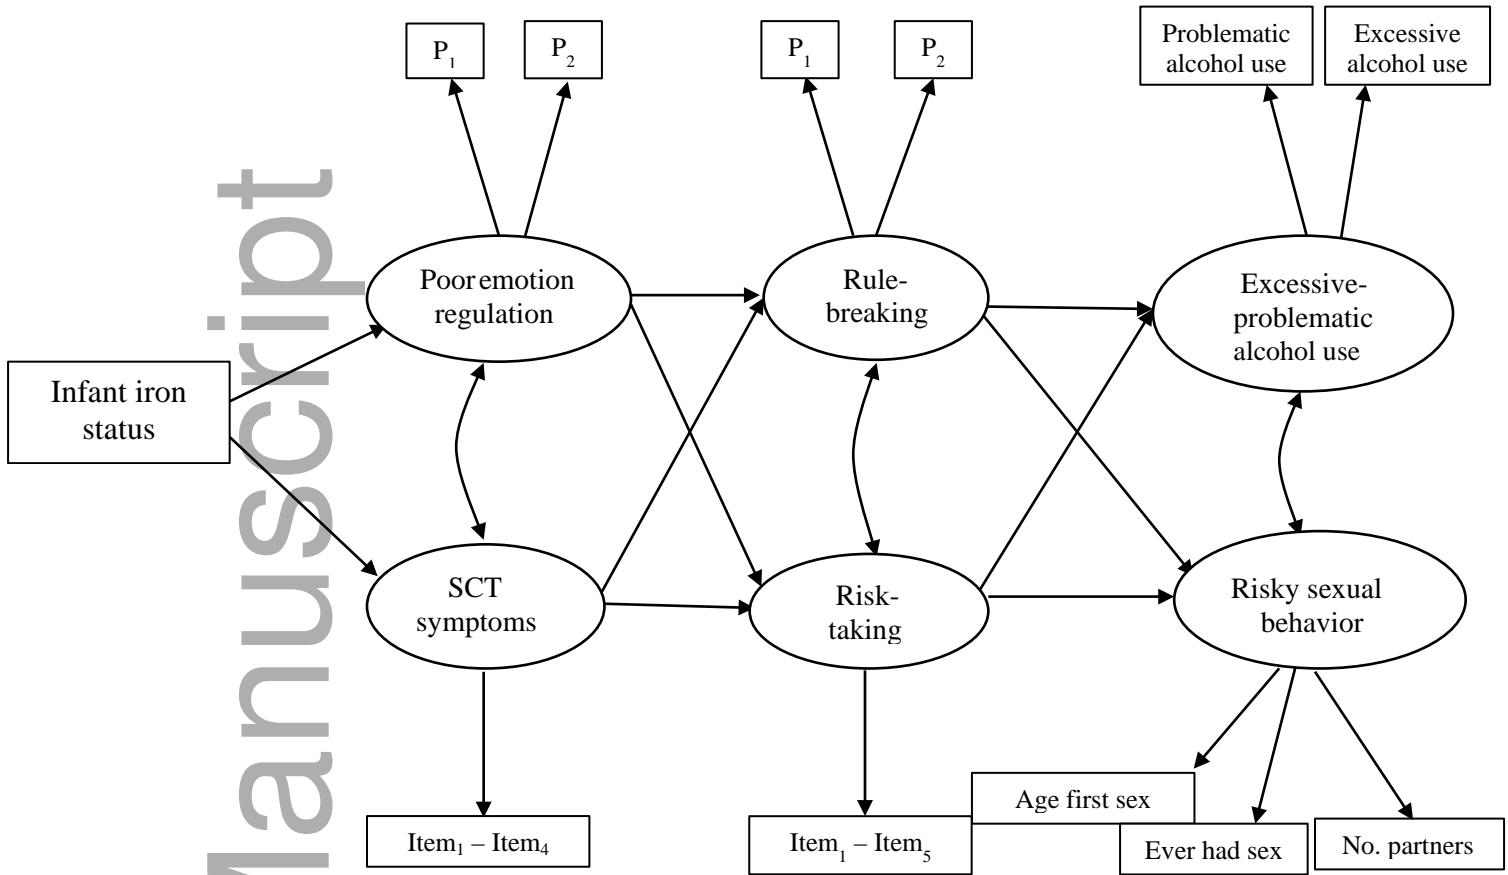 P1
P2
P1
P2
Problematic
alcohol use
Excessive
alcohol use
Poor emotion
regulation
Rule-
breaking
Excessive-
problematic
alcohol use
Infant iron
status
SCT
symptoms
Risk-
taking
Risky sexual
behavior
Item1 – Item4
Item1 – Item5
Age first sex
Ever had sex
No. partners
Manuscript